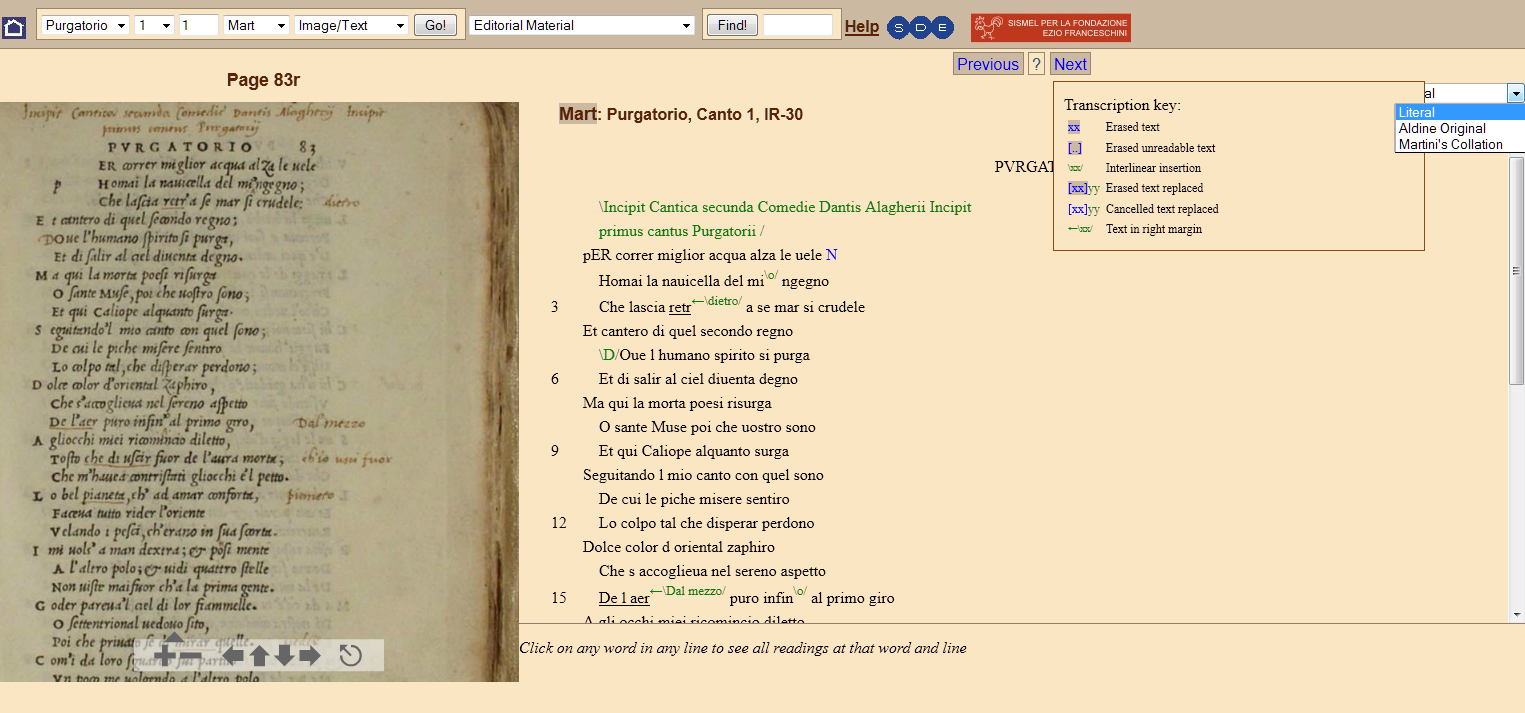 Purgatorio 1 1 Mart Image/Text Go! Editorial Material Find! Help S D E SISMEL PER LA FONDAZIONE
EZIO FRANCESCHINI
Previous ? Next
Page 83r
Incipit Cantica secunda Comedie Dantis Alagherij Incipit
primus cantus Purgatorij
PVRGATORIO 83
ER correr miglior acqua alza le uele
p Homai la nauicella del mi°ngegno;
Che lascia retr'a se mar si crudele: dietro
E t cantero di quel secondo regno;
DOue l'humano spirito si purga,
Et di salir al ciel diuenta degno.
M a qui la morta poesi risurga
O sante Muse, poi che uostro sono;
Et qui Caliope alquanto surga.
S eguitando'l mio canto con quel sono;
De cui le piche misere sentiro
Lo colpo tal, che disperar perdono;
D olce color d'oriental zaphiro,
Che s'accoglieua nel sereno aspetto
De l'aer puro infin°al primo giro, Dal mezzo
A gliocchi miei ricominciò diletto,
Tosto che di uscir fuor de l'aura morta; ch'io usci fuor
Che m'hauea contristati gliocchi e'l petto.
L o bel pianeta, ch'ad amar conforta, pianeto
Faceua tutto rider l'oriente
Velando i pesci, ch'erano in sua scorta.
I mi uols'a man dextra; & posi mente
A l'altro polo; & uidi quattro stelle
Non uiste mai fuor ch'a la prima gente.
G oder pareua'l ciel di lor fiammelle.
O settentrional uedouo sito,
Poi che priuato se di mirar quelle.
C om'i da loro sguardo fui partito
Vn poco me uolgendo a l'altro polo
Mart: Purgatorio, Canto 1, IR-30
PVRGAT
\Incipit Cantica secunda Comedie Dantis Alagherii Incipit
primus cantus Purgatorii /
pER correr miglior acqua alza le uele N
Homai la nauicella del mi\o/ ngegno
3 Che lascia retr←\dietro/ a se mar si crudele
Et cantero di quel secondo regno
\D/Oue l humano spirito si purga
6 Et di salir al ciel diuenta degno
Ma qui la morta poesi risurga
O sante Muse poi che uostro sono
9 Et qui Caliope alquanto surga
Seguitando l mio canto con quel sono
De cui le piche misere sentiro
12 Lo colpo tal che disperar perdono
Dolce color d oriental zaphiro
Che s accoglieua nel sereno aspetto
15 De l aer←\Dal mezzo/ puro infin\o/ al primo giro
A gli occhi miei ricomincio diletto
Click on any word in any line to see all readings at that word and line
Transcription key:
xx Erased text
[..] Erased unreadable text
\xx/ Interlinear insertion
[xx]yy Erased text replaced
[xx]yy Cancelled text replaced
←\xx/ Text in right margin
al
Literal
Aldine Original
Martini's Collation